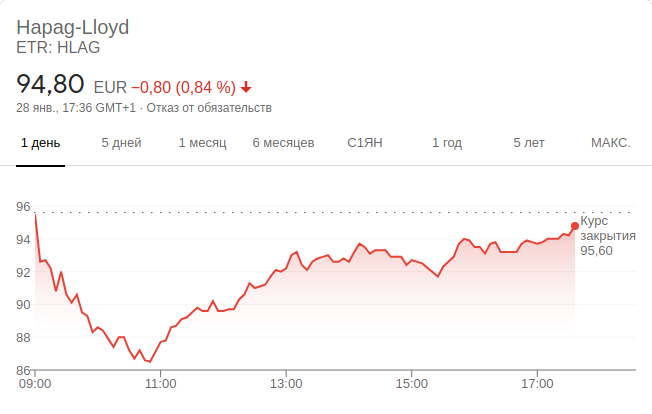 Hapag-Lloyd
ETR: HLAG
94,80 EUR −0,80 (0,84 %)
28 янв., 17:36 GMT+1 · Отказ от обязательств
1 день 5 дней 1 месяц 6 месяцев С1ЯН 1 год 5 лет МАКС.
96
Курс
закрытия
95,60
94
92
90
88
86
09:00 11:00 13:00 15:00 17:00